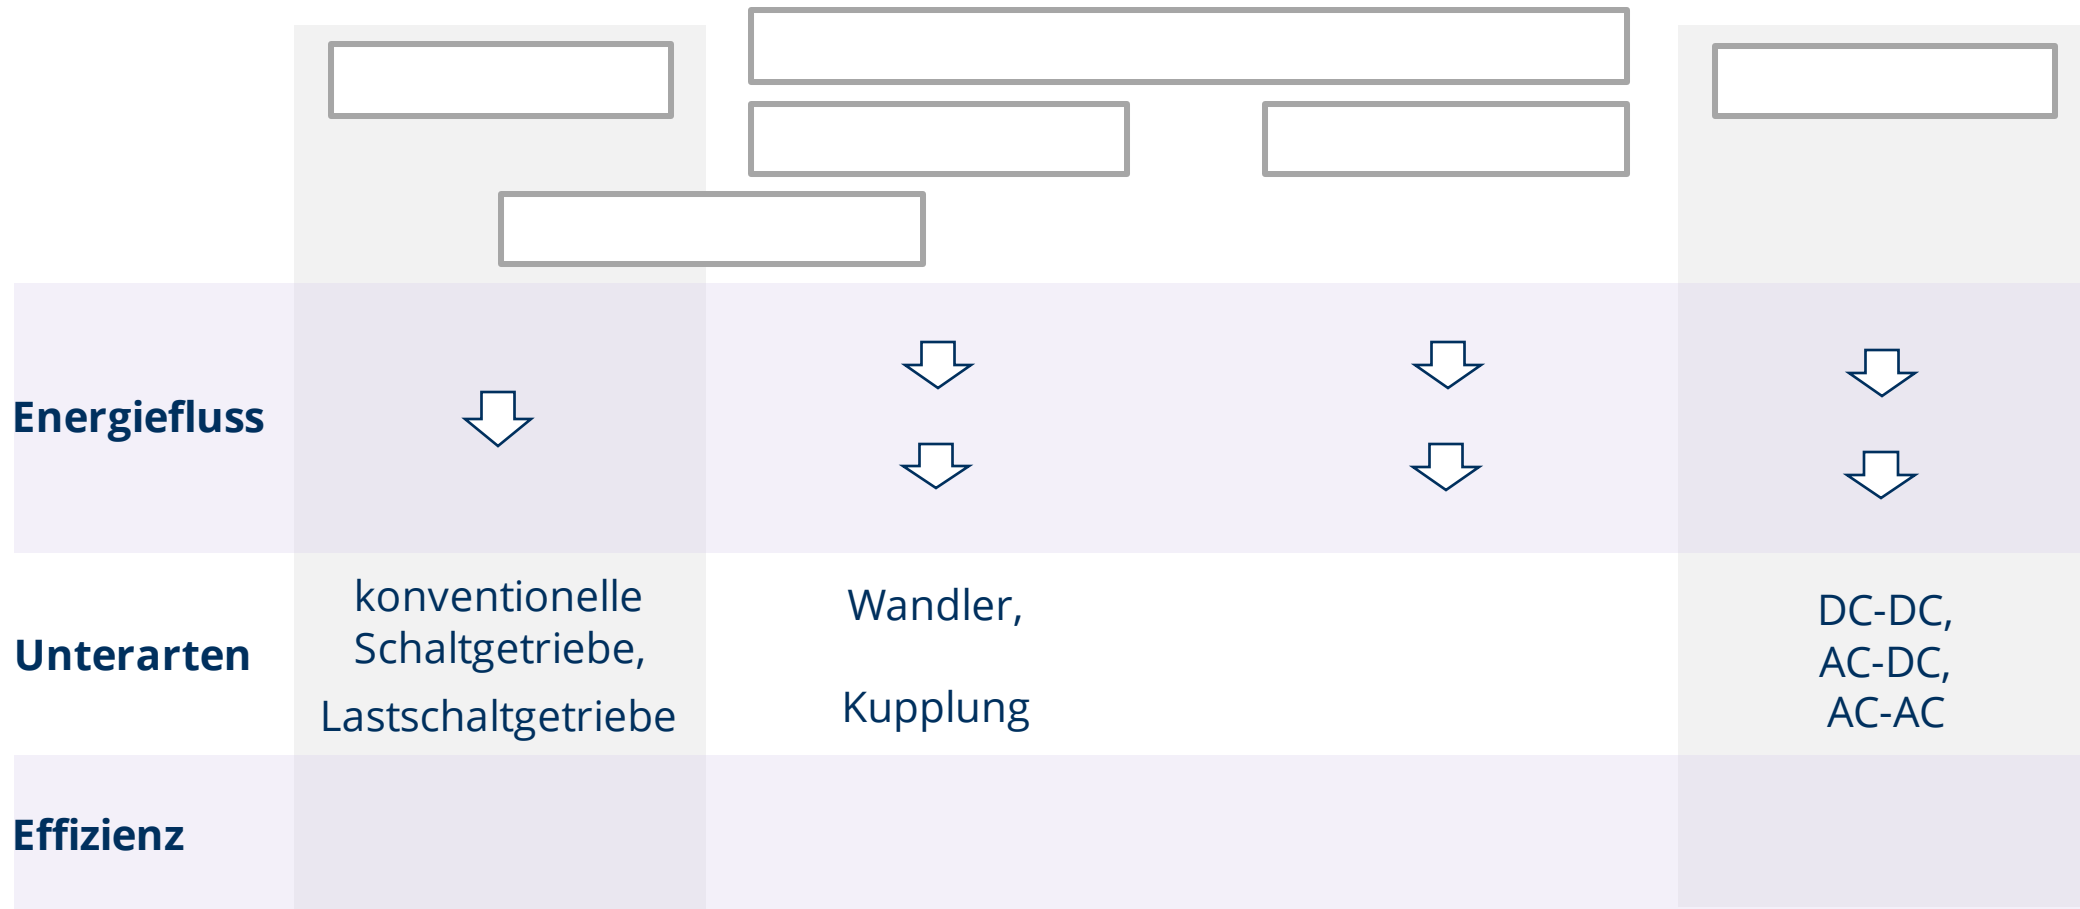 Energiefluss
Unterarten
konventionelle
Schaltgetriebe,
Lastschaltgetriebe
Wandler,
Kupplung
DC-DC,
AC-DC,
AC-AC
Effizienz